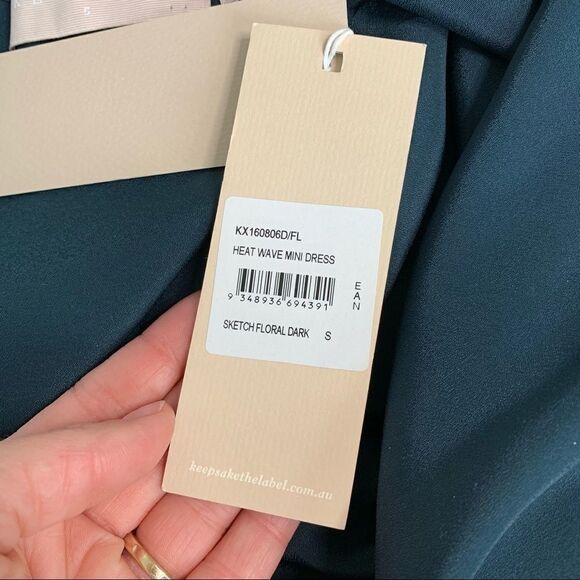 S
KX160806D/FL
HEAT WAVE MINI DRESS
EAN
9 348936 694391
SKETCH FLORAL DARK S
keepsakethelabel.com.au